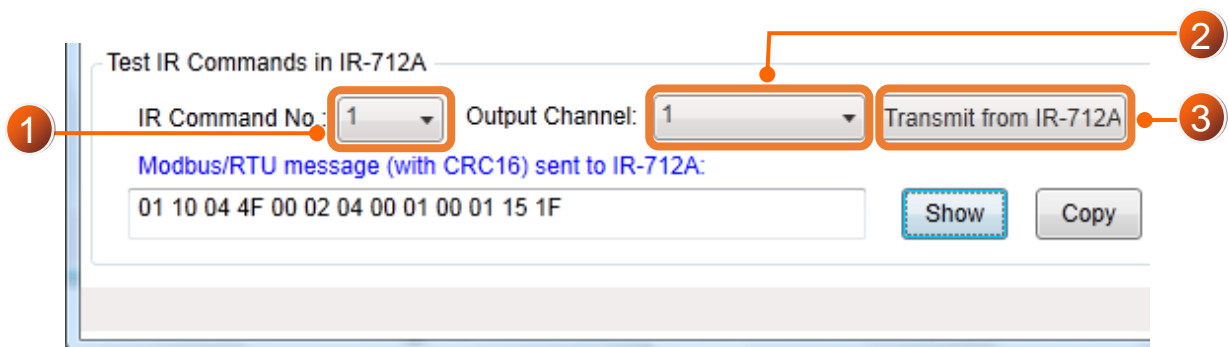 2
Test IR Commands in IR-712A
1 IR Command No.: 1 Output Channel: 1 Transmit from IR-712A 3
Modbus/RTU message (with CRC16) sent to IR-712A:
01 10 04 4F 00 02 04 00 01 00 01 15 1F Show Copy